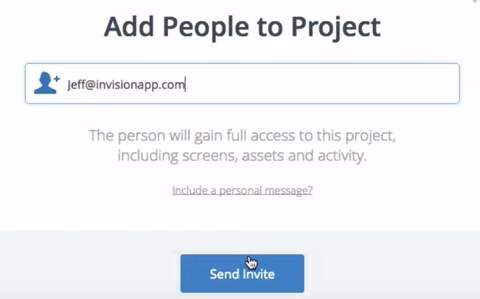 Add People to Project
Jeff@invisionapp.com
The person will gain full access to this project,
including screens, assets and activity.
Include a personal message?
Send Invite